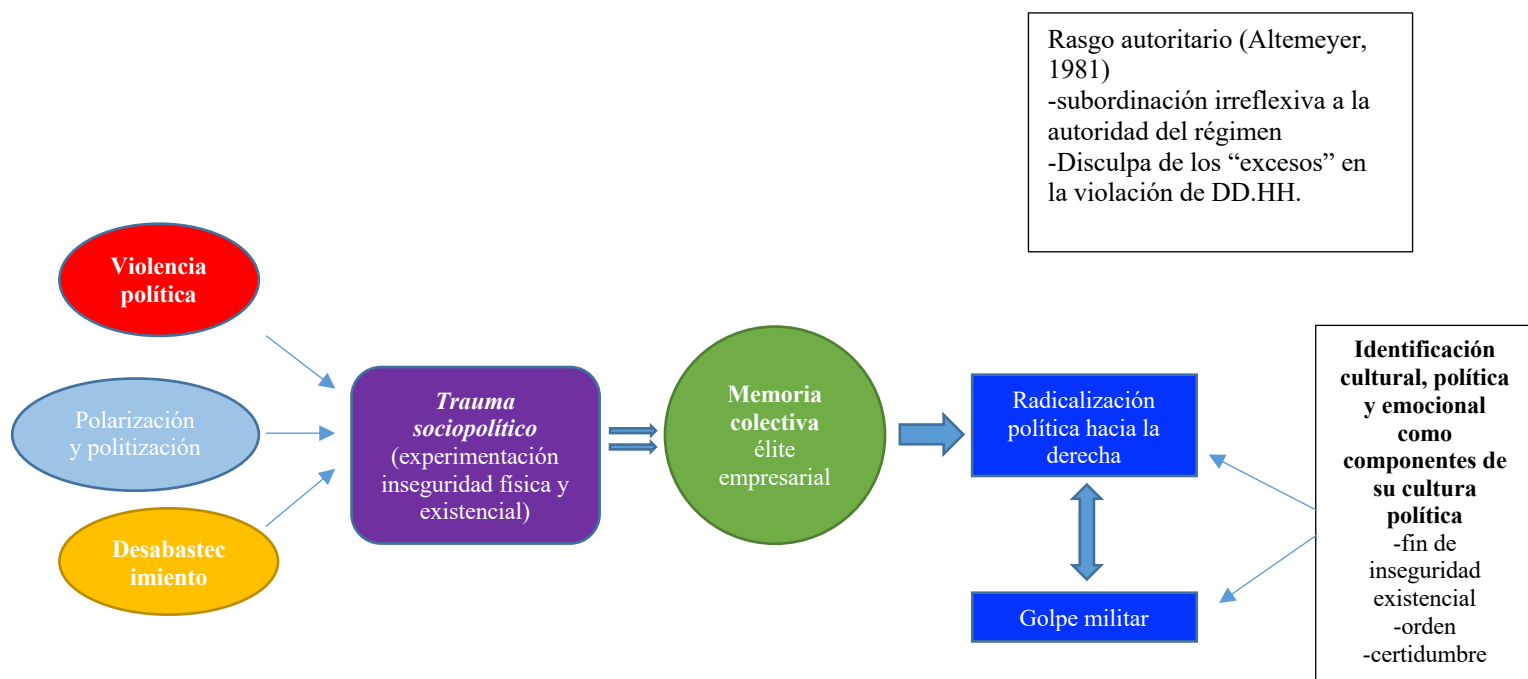 Rasgo autoritario (Altemeyer,
1981)
-subordinación irreflexiva a la
autoridad del régimen
-Disculpa de los “excesos” en
la violación de DD.HH.
Violencia
política
Polarización
y politización
Desabastec
imiento
Trauma
sociopolítico
(experimentación
inseguridad física y
existencial)
Memoria
colectiva
élite
empresarial
Radicalización
política hacia la
derecha
Golpe militar
Identificación
cultural, política
y emocional
como
componentes de
su cultura
política
-fin de
inseguridad
existencial
-orden
-certidumbre